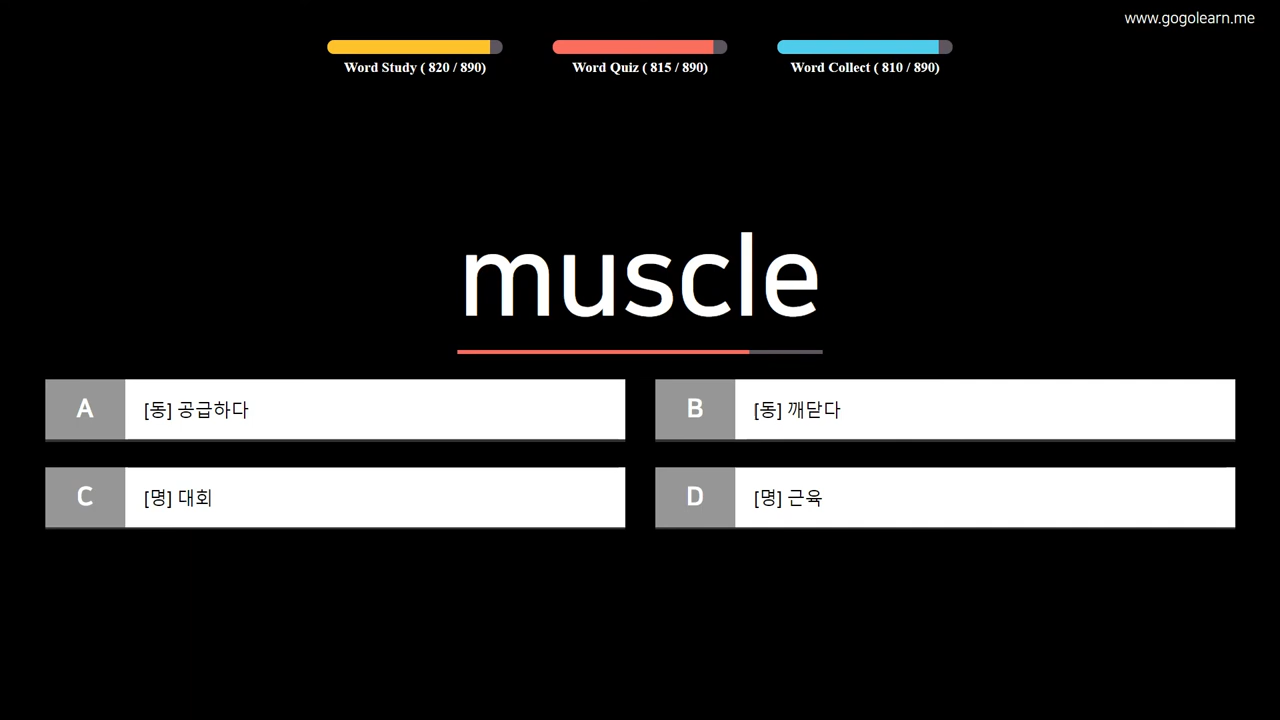 www.gogolearn.me
Word Study ( 820 / 890)
Word Quiz ( 815 / 890)
Word Collect ( 810 / 890)
muscle
A [동] 공급하다
B [동] 깨닫다
C [명] 대회
D [명] 근육